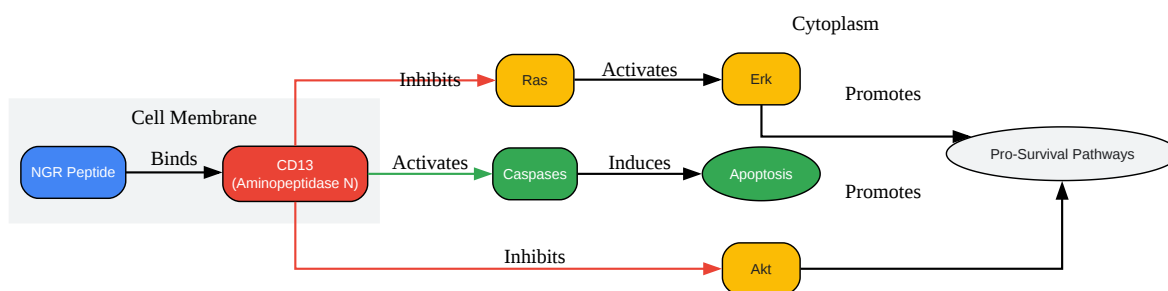 Cytoplasm
Inhibits
Ras
Activates
Erk
Promotes
Cell Membrane
NGR Peptide
Binds
CD13
(Aminopeptidase N)
Activates
Caspases
Induces
Apoptosis
Promotes
Pro-Survival Pathways
Inhibits
Akt